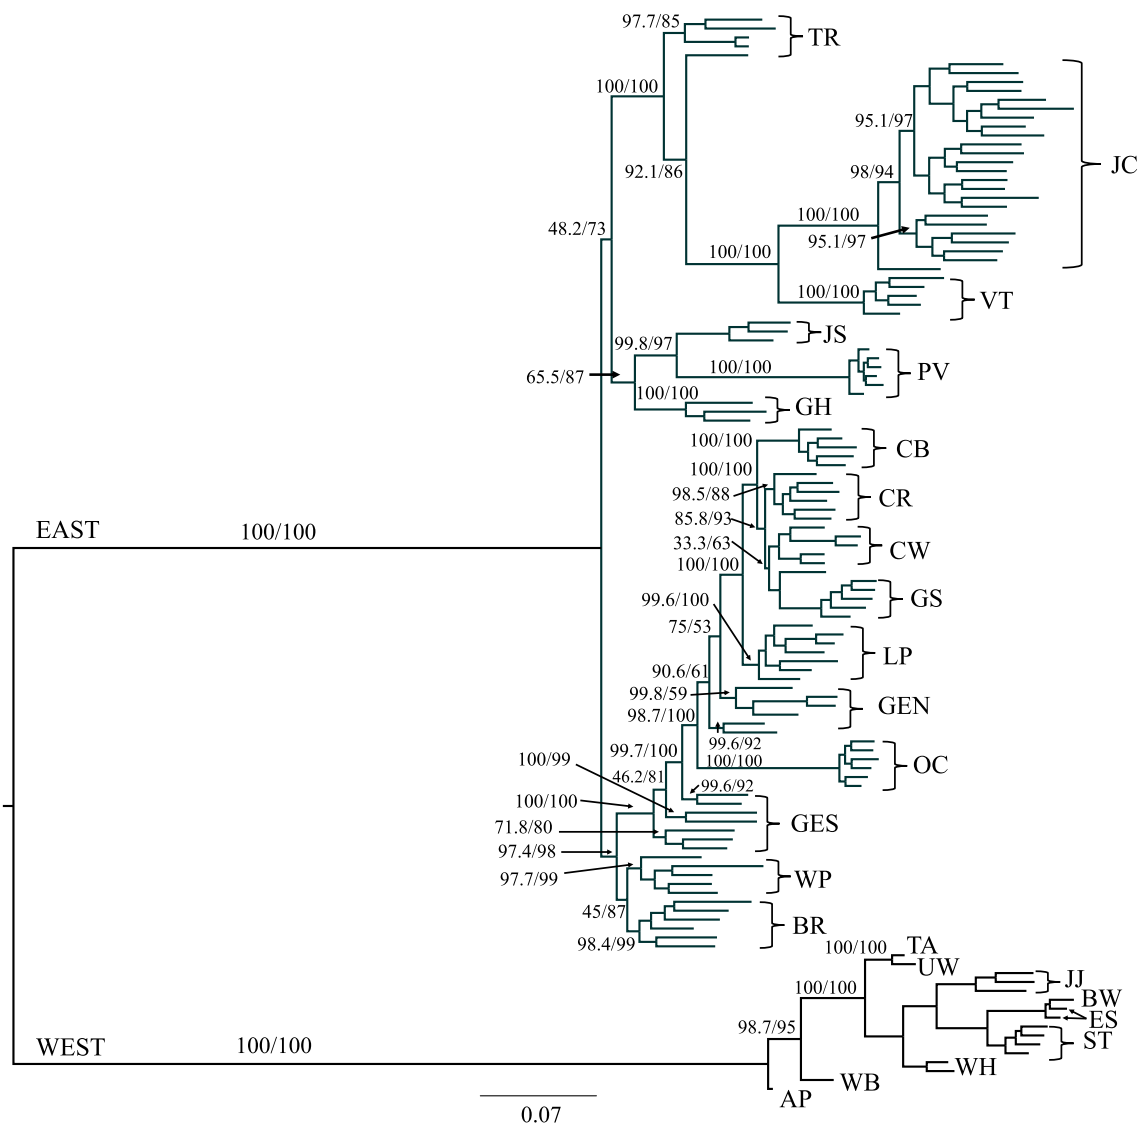 97.7/85
TR
100/100
95.1/97
JC
98/94
92.1/86
100/100
95.1/97
48.2/73
100/100
100/100
VT
JS
99.8/97
100/100
PV
65.5/87
100/100
GH
100/100
CB
100/100
98.5/88
CR
85.8/93
EAST
100/100
33.3/63
CW
100/100
99.6/100
GS
75/53
LP
90.6/61
99.8/59
GEN
98.7/100
99.6/92
99.7/100
100/99
100/100
OC
46.2/81
99.6/92
100/100
GES
71.8/80
97.4/98
97.7/99
WP
45/87
BR
98.4/99
100/100
TA
UW
JJ
100/100
BW
ES
98.7/95
ST
WEST
100/100
WH
WB
AP
0.07